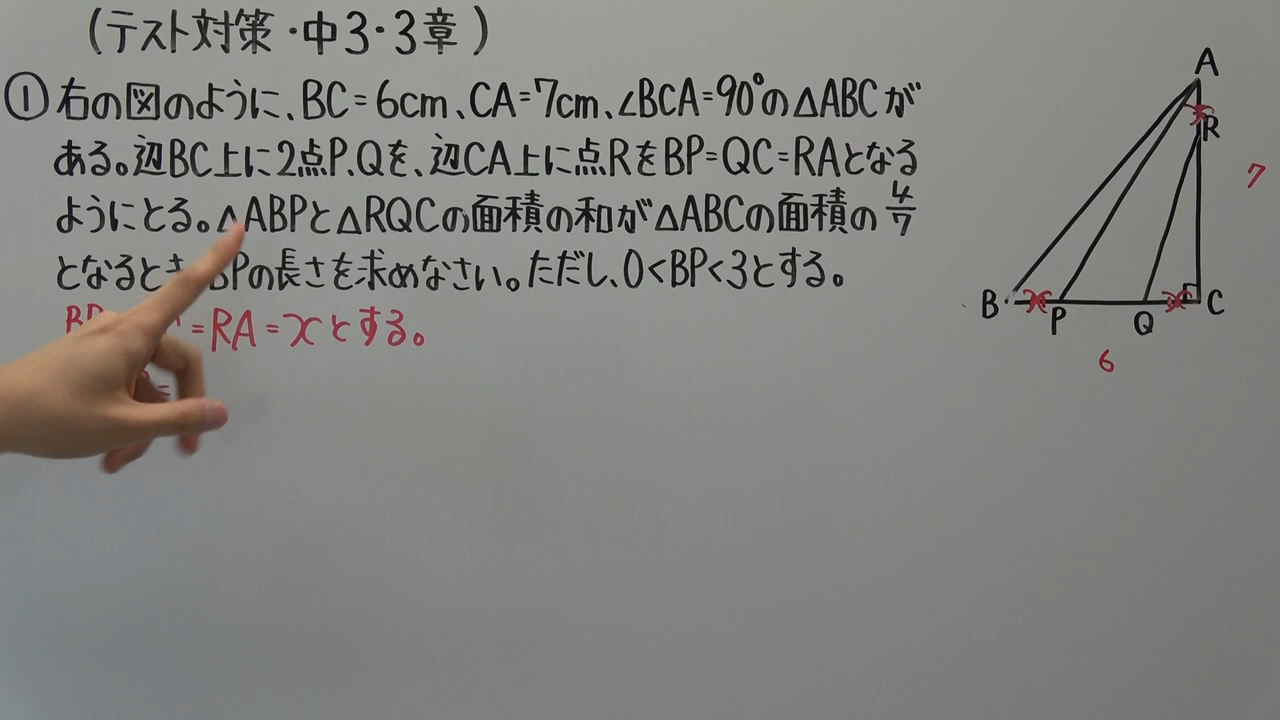 (テスト対策・中3・3章)
①右の図のように、BC=6cm、CA=7cm、∠BCA=90°の△ABCが
ある。辺BC上に2点P.Qを、辺CA上に点RをBP=QC=RAとなる
ようにとる。△ABPと△RQCの面積の和が△ABCの面積の4/7
となるとき BPの長さを求めなさい。ただし、0<BP<3とする。
=RA=xとする。
A
x
R
7
B
x
P
Q
x
C
6